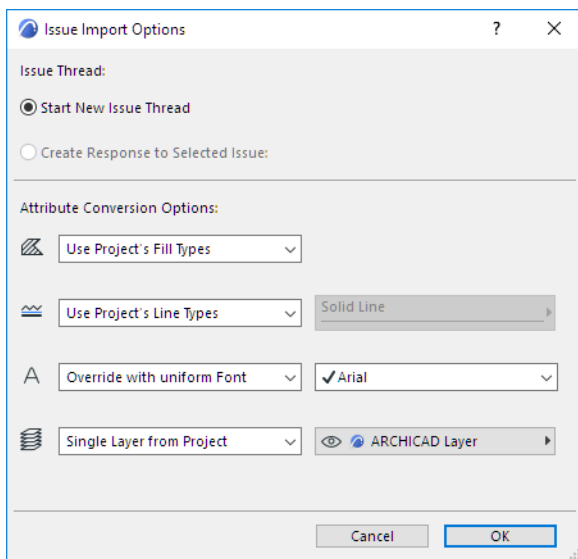 Issue Import Options
Issue Thread:
Start New Issue Thread
Create Response to Selected Issue:
Attribute Conversion Options:
Use Project's Fill Types
Use Project's Line Types
Solid Line
Override with uniform Font
Arial
Single Layer from Project
ARCHICAD Layer
Cancel
OK